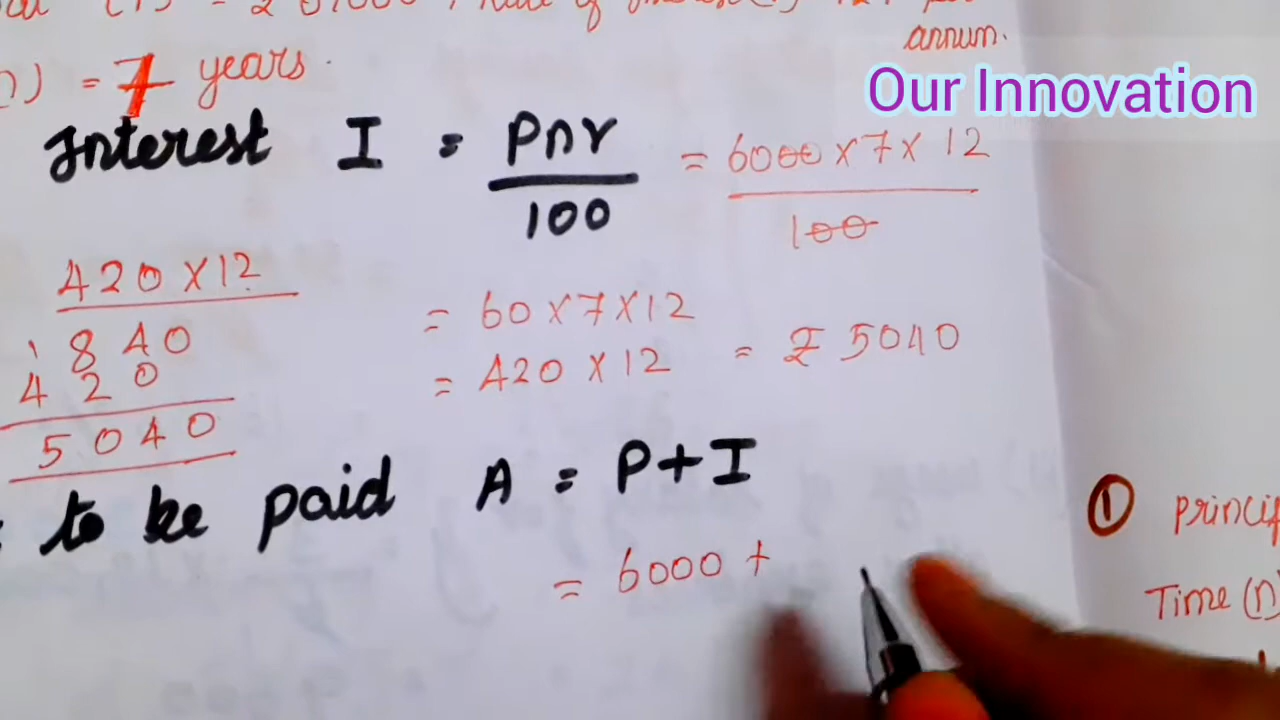 annum.
= 7 years.
Our Innovation
Interest I = Pnr/100 = 6000 x 7 x 12/100
420 X 12
840
420
5040
= 60 X 7 X 12
= 420 X 12 = ₹ 5040
to be paid A = P+I
= 6000 +
① princip
Time (n)